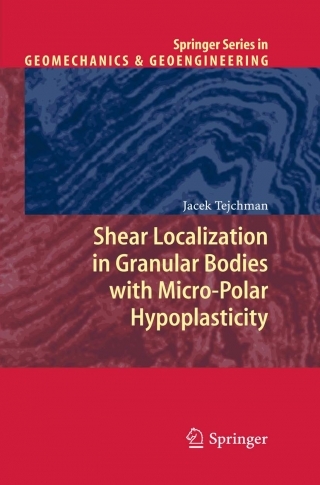 Springer Series in
GEOMECHANICS & GEOENGINEERING
Jacek Tejchman
Shear Localization
in Granular Bodies
with Micro-Polar
Hypoplasticity
Springer